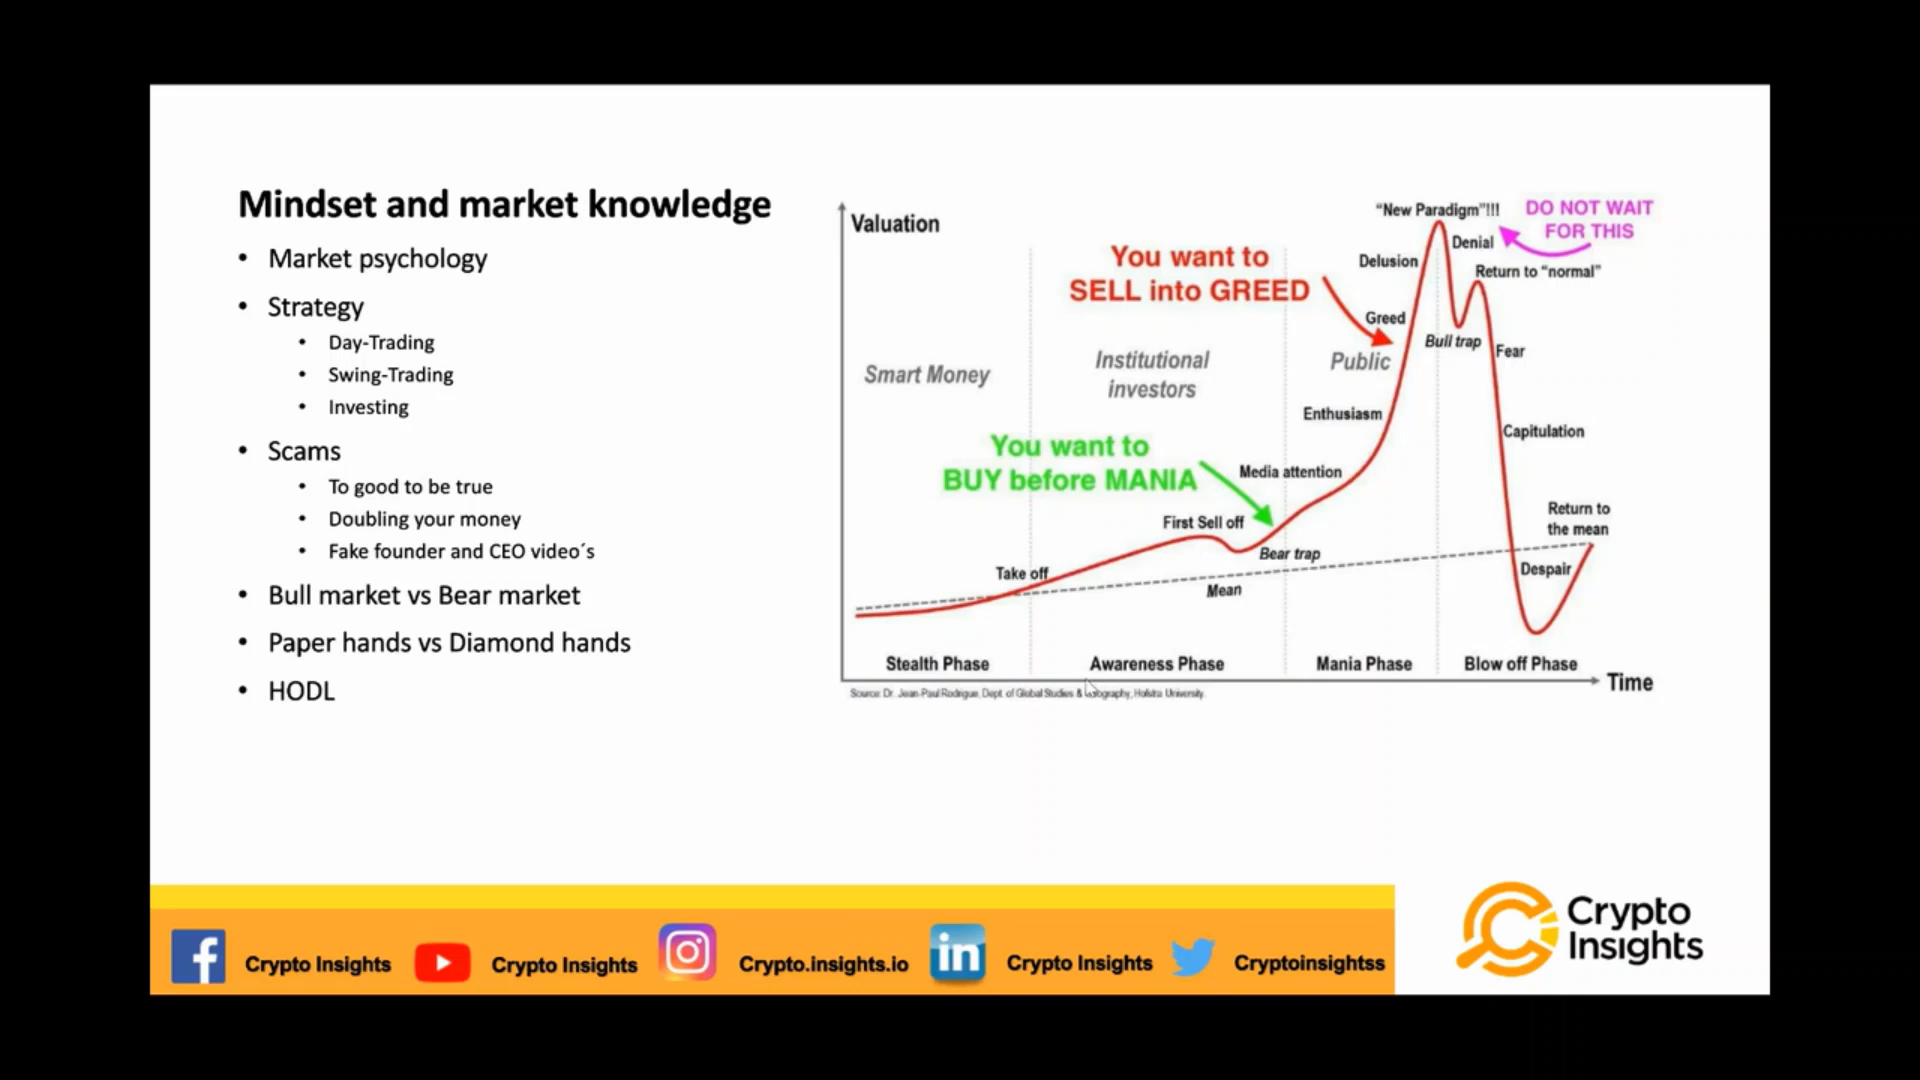 Mindset and market knowledge
• Market psychology
• Strategy
• Day-Trading
• Swing-Trading
• Investing
• Scams
• To good to be true
• Doubling your money
• Fake founder and CEO video´s
• Bull market vs Bear market
• Paper hands vs Diamond hands
• HODL
Valuation
"New Paradigm"!!!
DO NOT WAIT
FOR THIS
Denial
Return to "normal"
You want to
SELL into GREED
Delusion
Greed
Bull trap
Fear
Smart Money
Institutional
investors
Public
Enthusiasm
Capitulation
You want to
BUY before MANIA
Media attention
First Sell off
Bear trap
Return to
the mean
Take off
Mean
Despair
Stealth Phase
Awareness Phase
Mania Phase
Blow off Phase
Time
Source: Dr. Jean-Paul Rodrigue, Dept. of Global Studies & Hofstra University.
Crypto Insights
Crypto Insights
Crypto.insights.io
Crypto Insights
Cryptoinsightss
Crypto
Insights